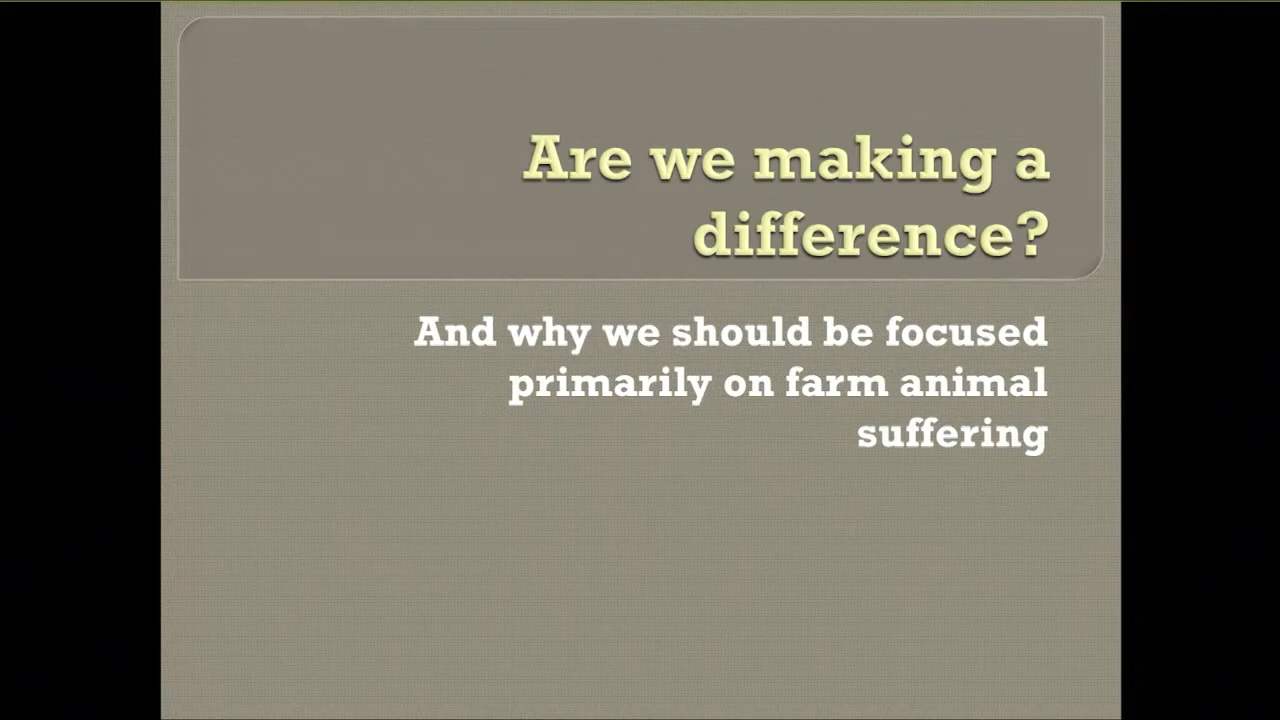 Are we making a
difference?
And why we should be focused
primarily on farm animal
suffering